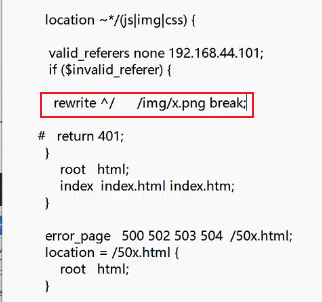 location ~*/(js|img|css) {
valid_referers none 192.168.44.101;
if ($invalid_referer) {
rewrite ^/ /img/x.png break;
# return 401;
}
root html;
index index.html index.htm;
}
error_page 500 502 503 504 /50x.html;
location = /50x.html {
root html;
}